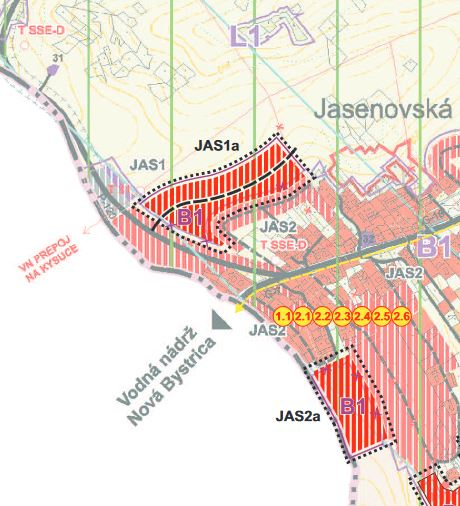 L1
T SSE-D
31
Jasenovská
JAS1a
JAS1
B1
JAS2
T SSE-D
VN PREPOJ
NA KYSUCE
B1
JAS2
JAS2
1.1 2.1 2.2 2.3 2.4 2.5 2.6
Vodná nádrž
Nová Bystrica
B1
JAS2a